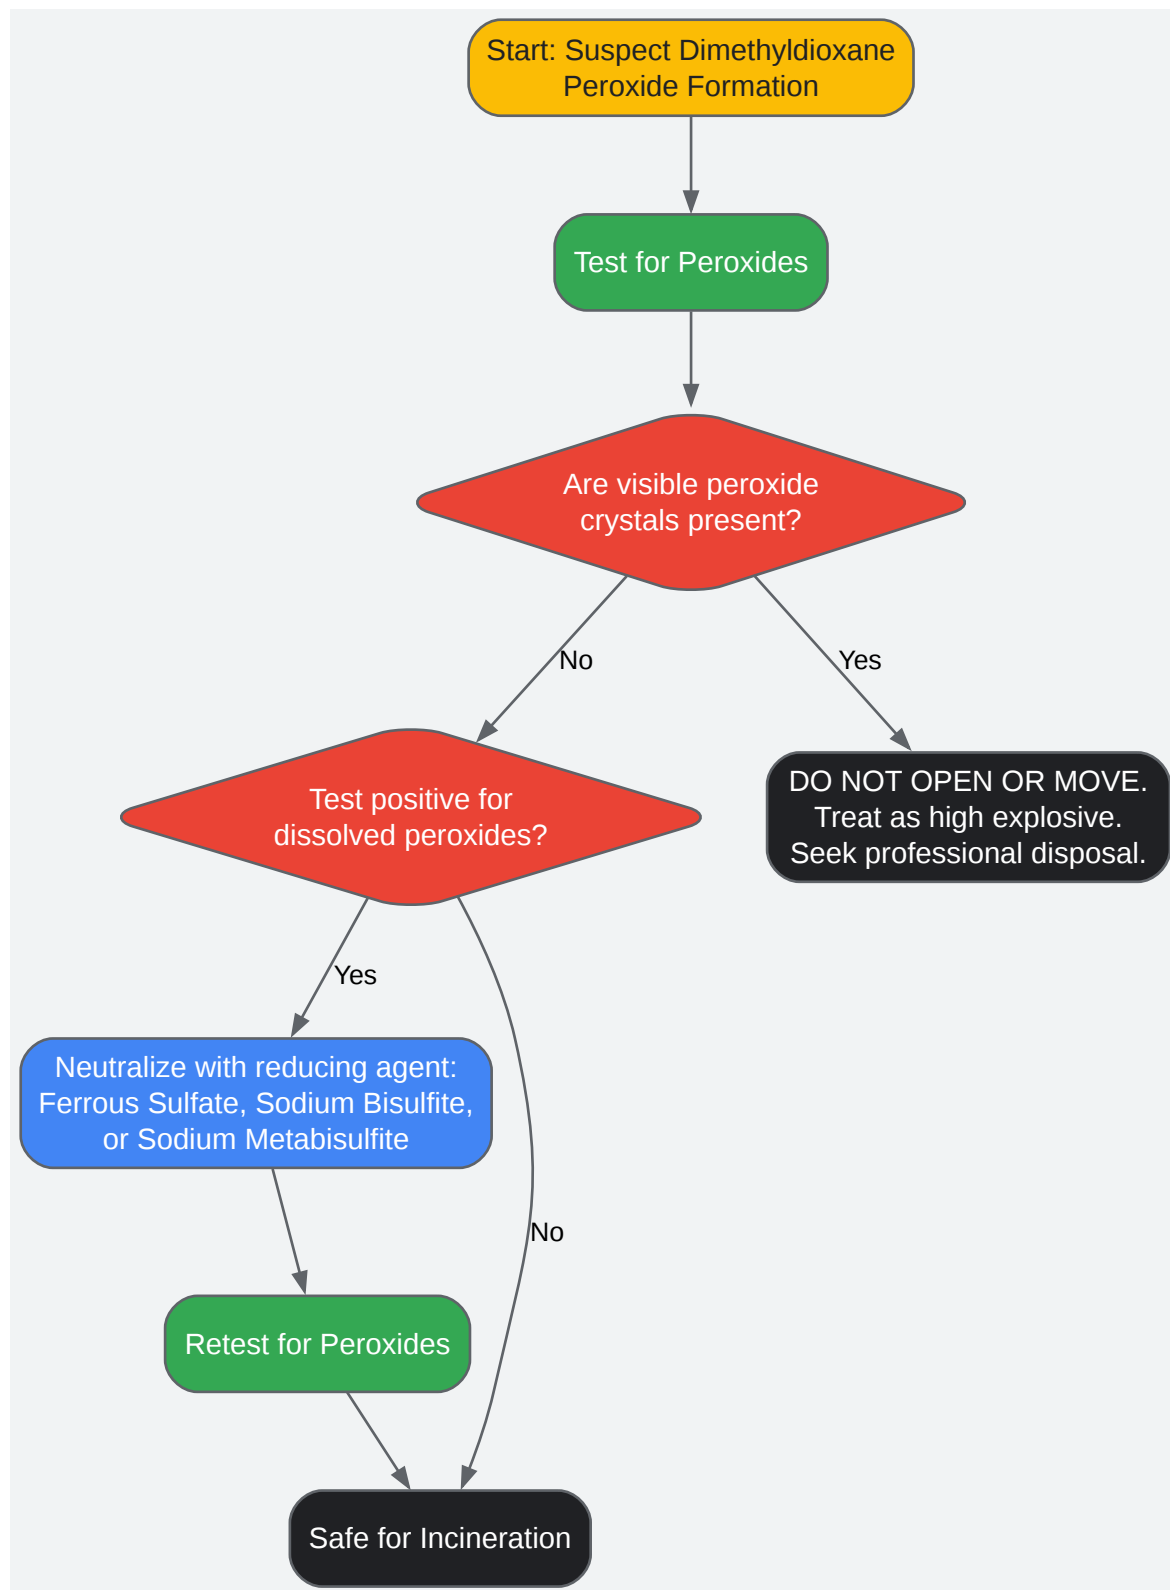 Start: Suspect Dimethyldioxane
Peroxide Formation
Test for Peroxides
Are visible peroxide
crystals present?
No
Yes
Test positive for
dissolved peroxides?
DO NOT OPEN OR MOVE.
Treat as high explosive.
Seek professional disposal.
Yes
Neutralize with reducing agent:
Ferrous Sulfate, Sodium Bisulfite,
or Sodium Metabisulfite
No
Retest for Peroxides
Safe for Incineration